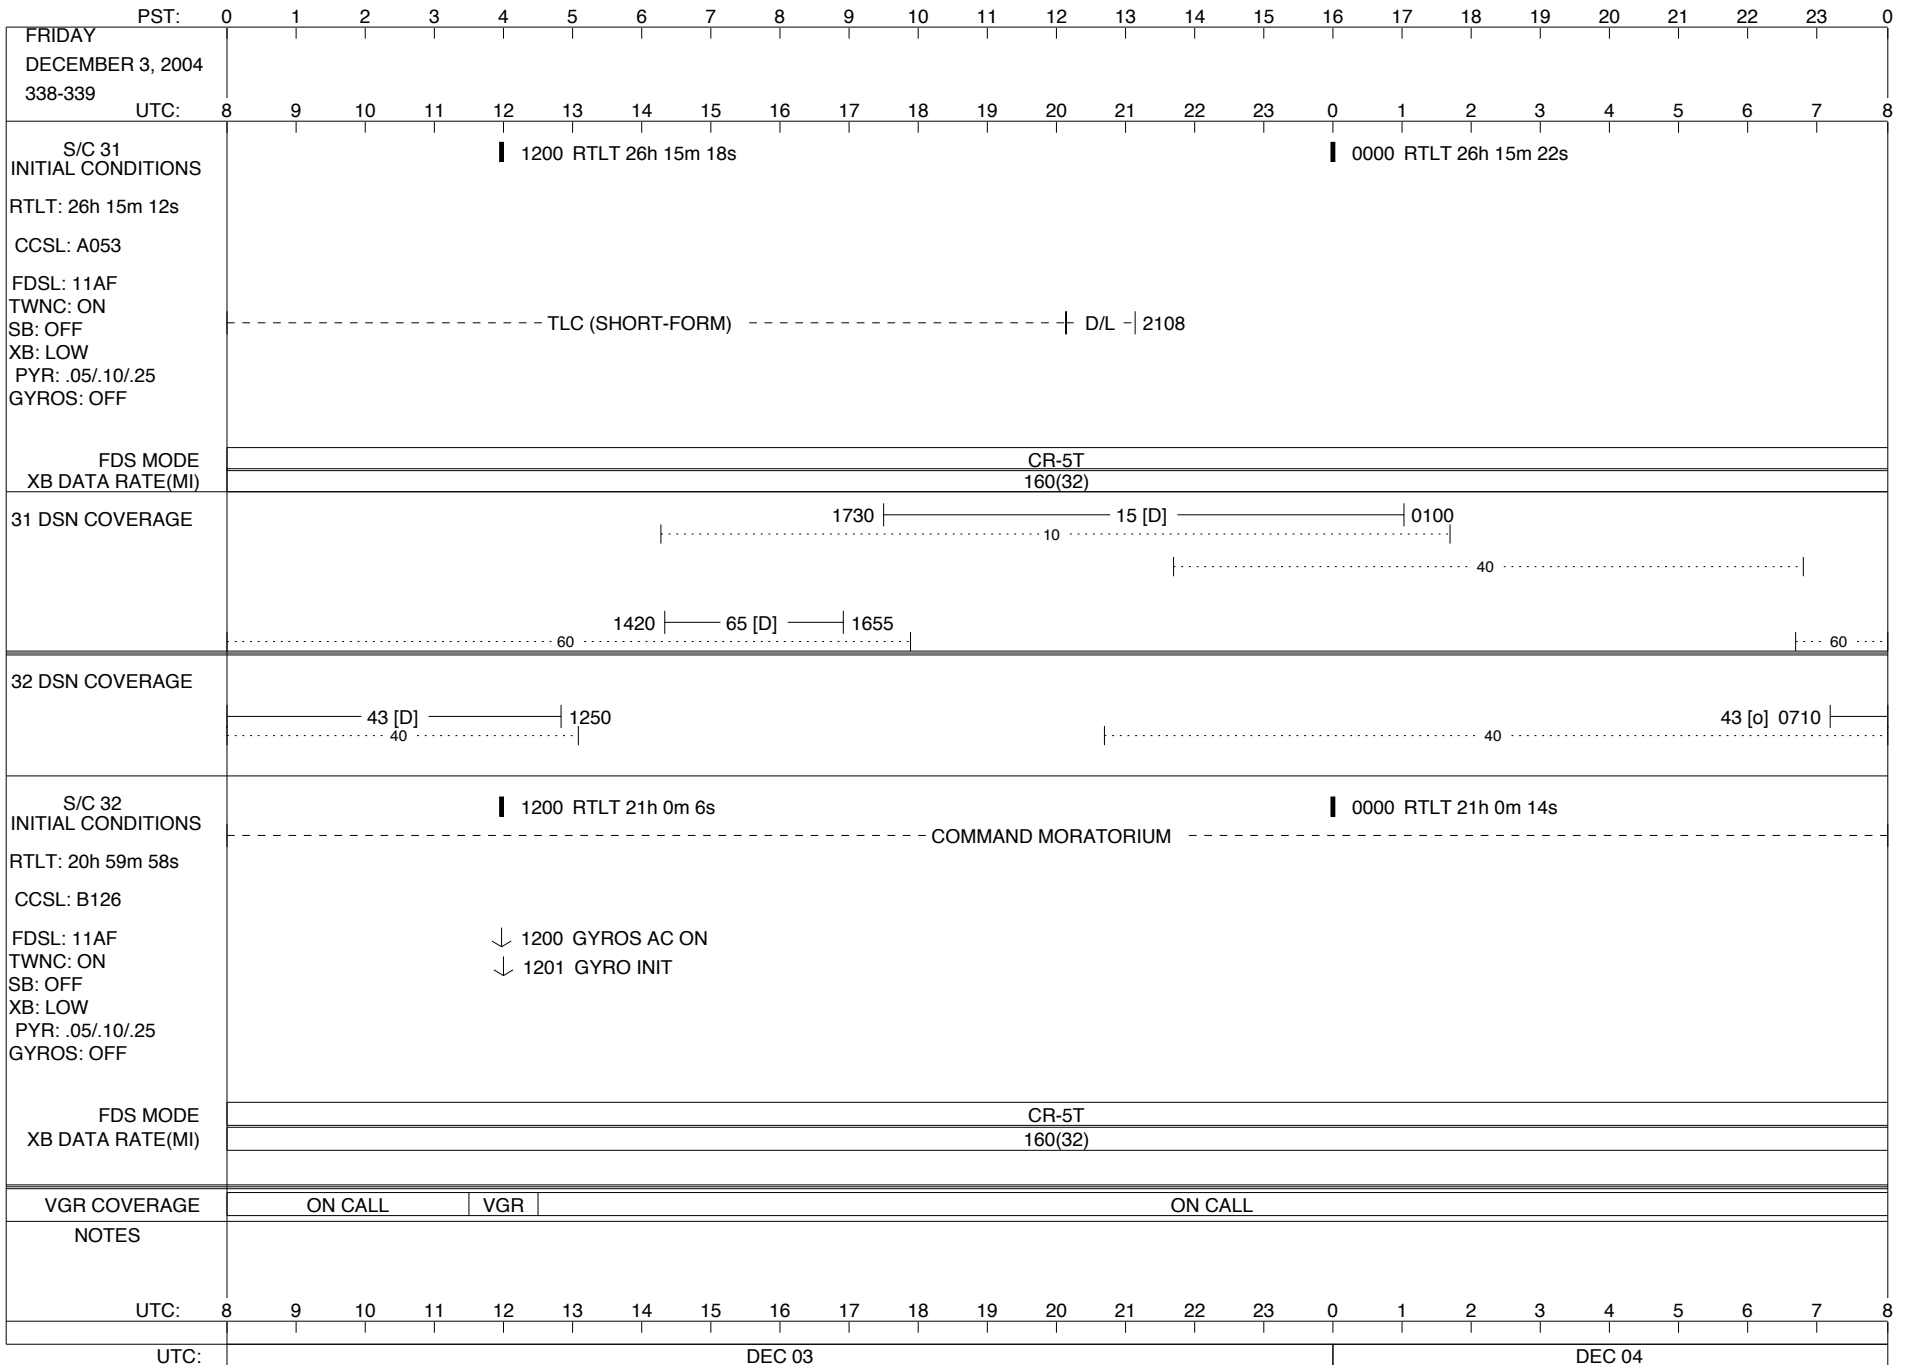 PST: 0 1 2 3 4 5 6 7 8 9 10 11 12 13 14 15 16 17 18 19 20 21 22 23 0
FRIDAY
DECEMBER 3, 2004
338-339
UTC: 8 9 10 11 12 13 14 15 16 17 18 19 20 21 22 23 0 1 2 3 4 5 6 7 8
S/C 31
INITIAL CONDITIONS
1200 RTLT 26h 15m 18s
0000 RTLT 26h 15m 22s
RTLT: 26h 15m 12s
CCSL: A053
FDSL: 11AF
TWNC: ON
SB: OFF
XB: LOW
PYR: .05/.10/.25
GYROS: OFF
TLC (SHORT-FORM) D/L 2108
FDS MODE CR-5T
XB DATA RATE(MI) 160(32)
31 DSN COVERAGE
1730 15 [D] 0100
10
40
1420 65 [D] 1655
60 60
32 DSN COVERAGE
43 [D] 1250 43 [o] 0710
40 40
S/C 32
INITIAL CONDITIONS
1200 RTLT 21h 0m 6s
0000 RTLT 21h 0m 14s
COMMAND MORATORIUM
RTLT: 20h 59m 58s
CCSL: B126
FDSL: 11AF
TWNC: ON
SB: OFF
XB: LOW
PYR: .05/.10/.25
GYROS: OFF
1200 GYROS AC ON
1201 GYRO INIT
FDS MODE CR-5T
XB DATA RATE(MI) 160(32)
VGR COVERAGE ON CALL VGR ON CALL
NOTES
UTC: 8 9 10 11 12 13 14 15 16 17 18 19 20 21 22 23 0 1 2 3 4 5 6 7 8
UTC: DEC 03 DEC 04